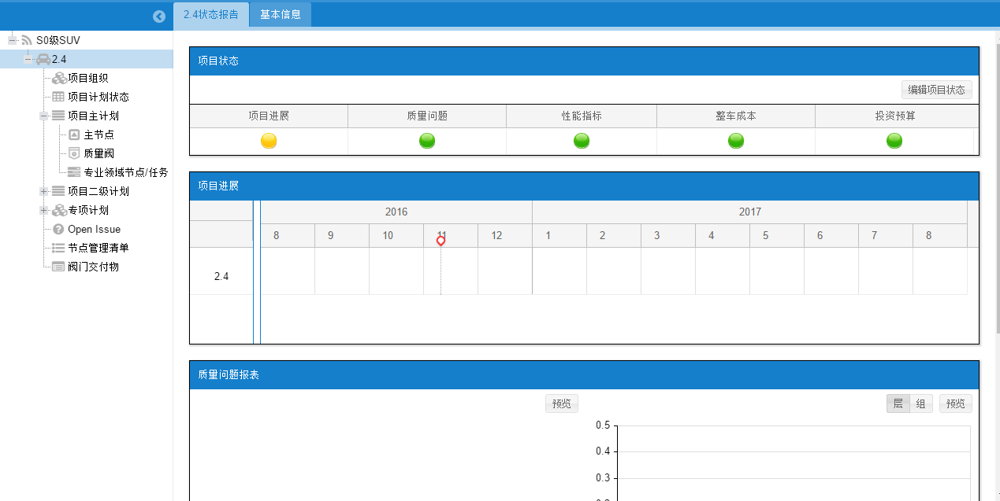 2.4状态报告 基本信息
S0级SUV
2.4
项目组织
项目计划状态
项目主计划
主节点
质量阀
专业领域节点/任务
项目二级计划
专项计划
Open Issue
节点管理清单
阀门交付物
项目状态
编辑项目状态
项目进展 质量问题 性能指标 整车成本 投资预算
项目进展
2016 2017
8 9 10 11 12 1 2 3 4 5 6 7 8
2.4
质量问题报表
预览 层 组 预览
0.5
0.4
0.3